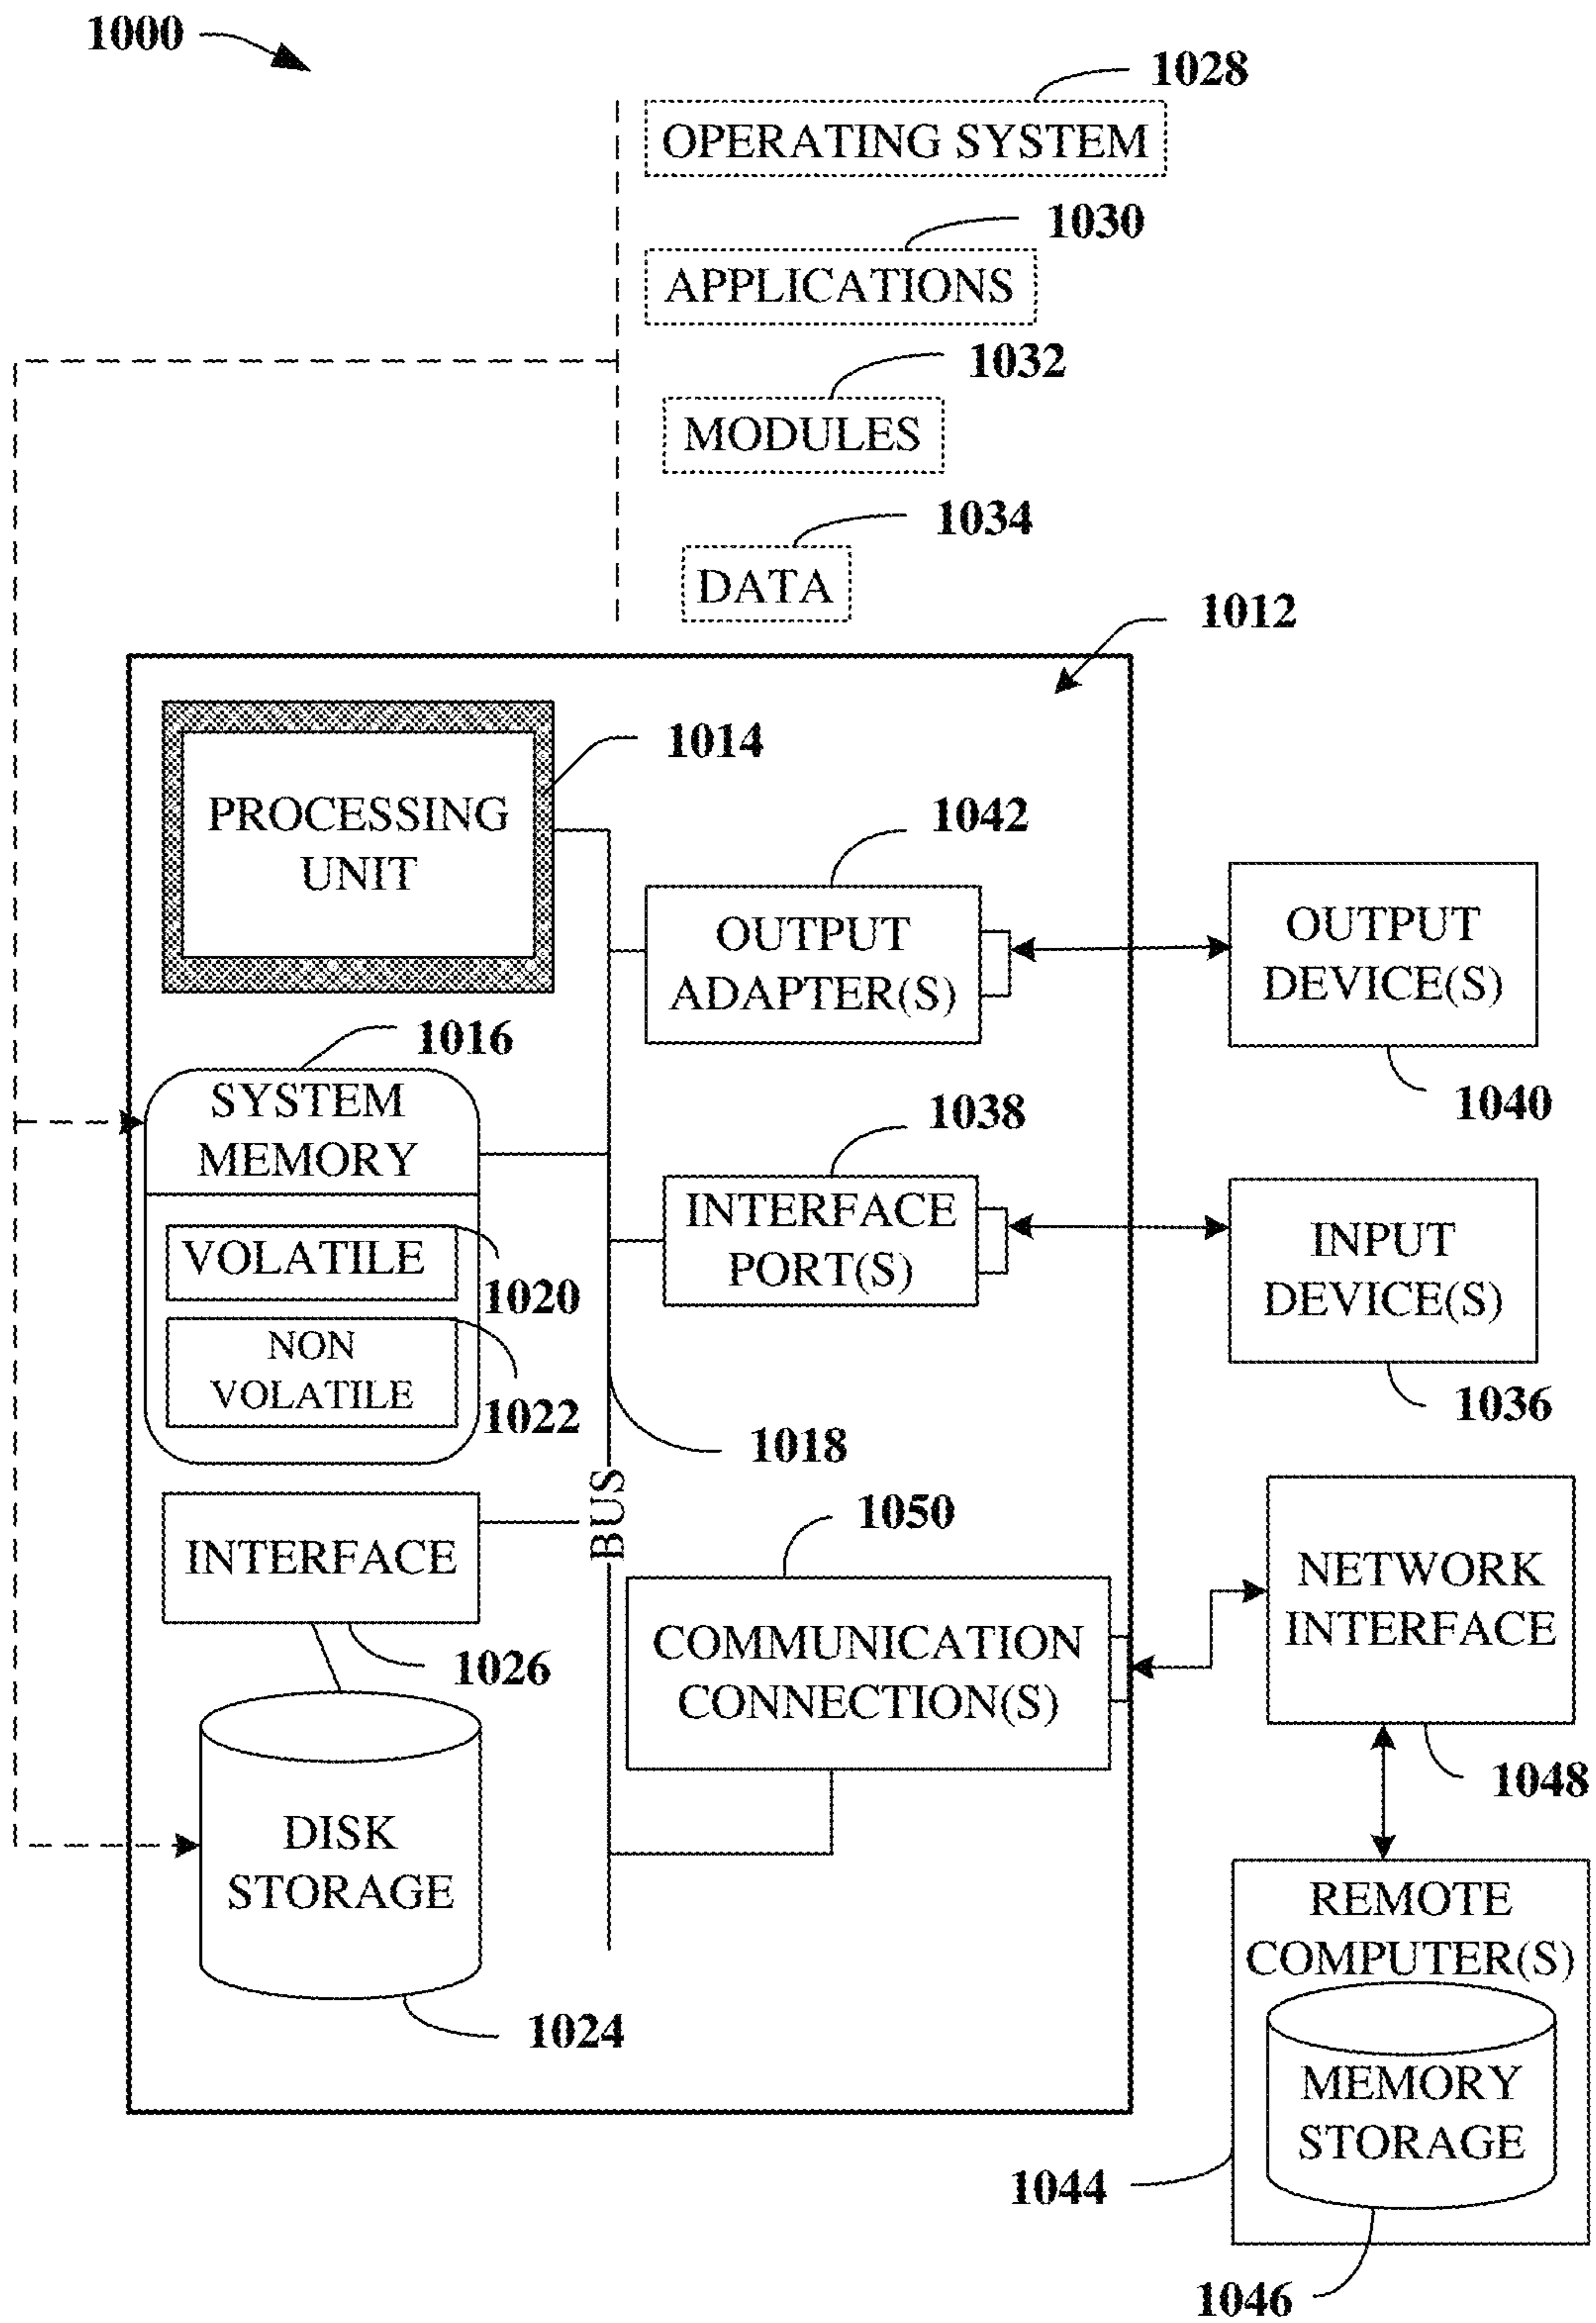 1000
1028
OPERATING SYSTEM
1030
APPLICATIONS
1032
MODULES
1034
DATA
1012
1014
PROCESSING
UNIT
1042
OUTPUT
ADAPTER(S)
OUTPUT
DEVICE(S)
1040
1016
SYSTEM
MEMORY
VOLATILE
1020
NON
VOLATILE
1022
1038
INTERFACE
PORT(S)
INPUT
DEVICE(S)
1036
1018
BUS
INTERFACE
1026
1050
COMMUNICATION
CONNECTION(S)
NETWORK
INTERFACE
1048
DISK
STORAGE
1024
REMOTE
COMPUTER(S)
MEMORY
STORAGE
1044
1046